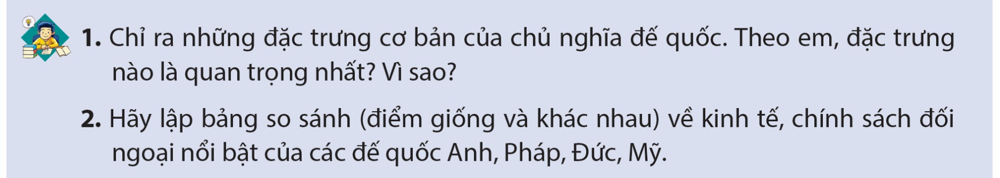 1. Chỉ ra những đặc trưng cơ bản của chủ nghĩa đế quốc. Theo em, đặc trưng
nào là quan trọng nhất? Vì sao?
2. Hãy lập bảng so sánh (điểm giống và khác nhau) về kinh tế, chính sách đối
ngoại nổi bật của các đế quốc Anh, Pháp, Đức, Mỹ.